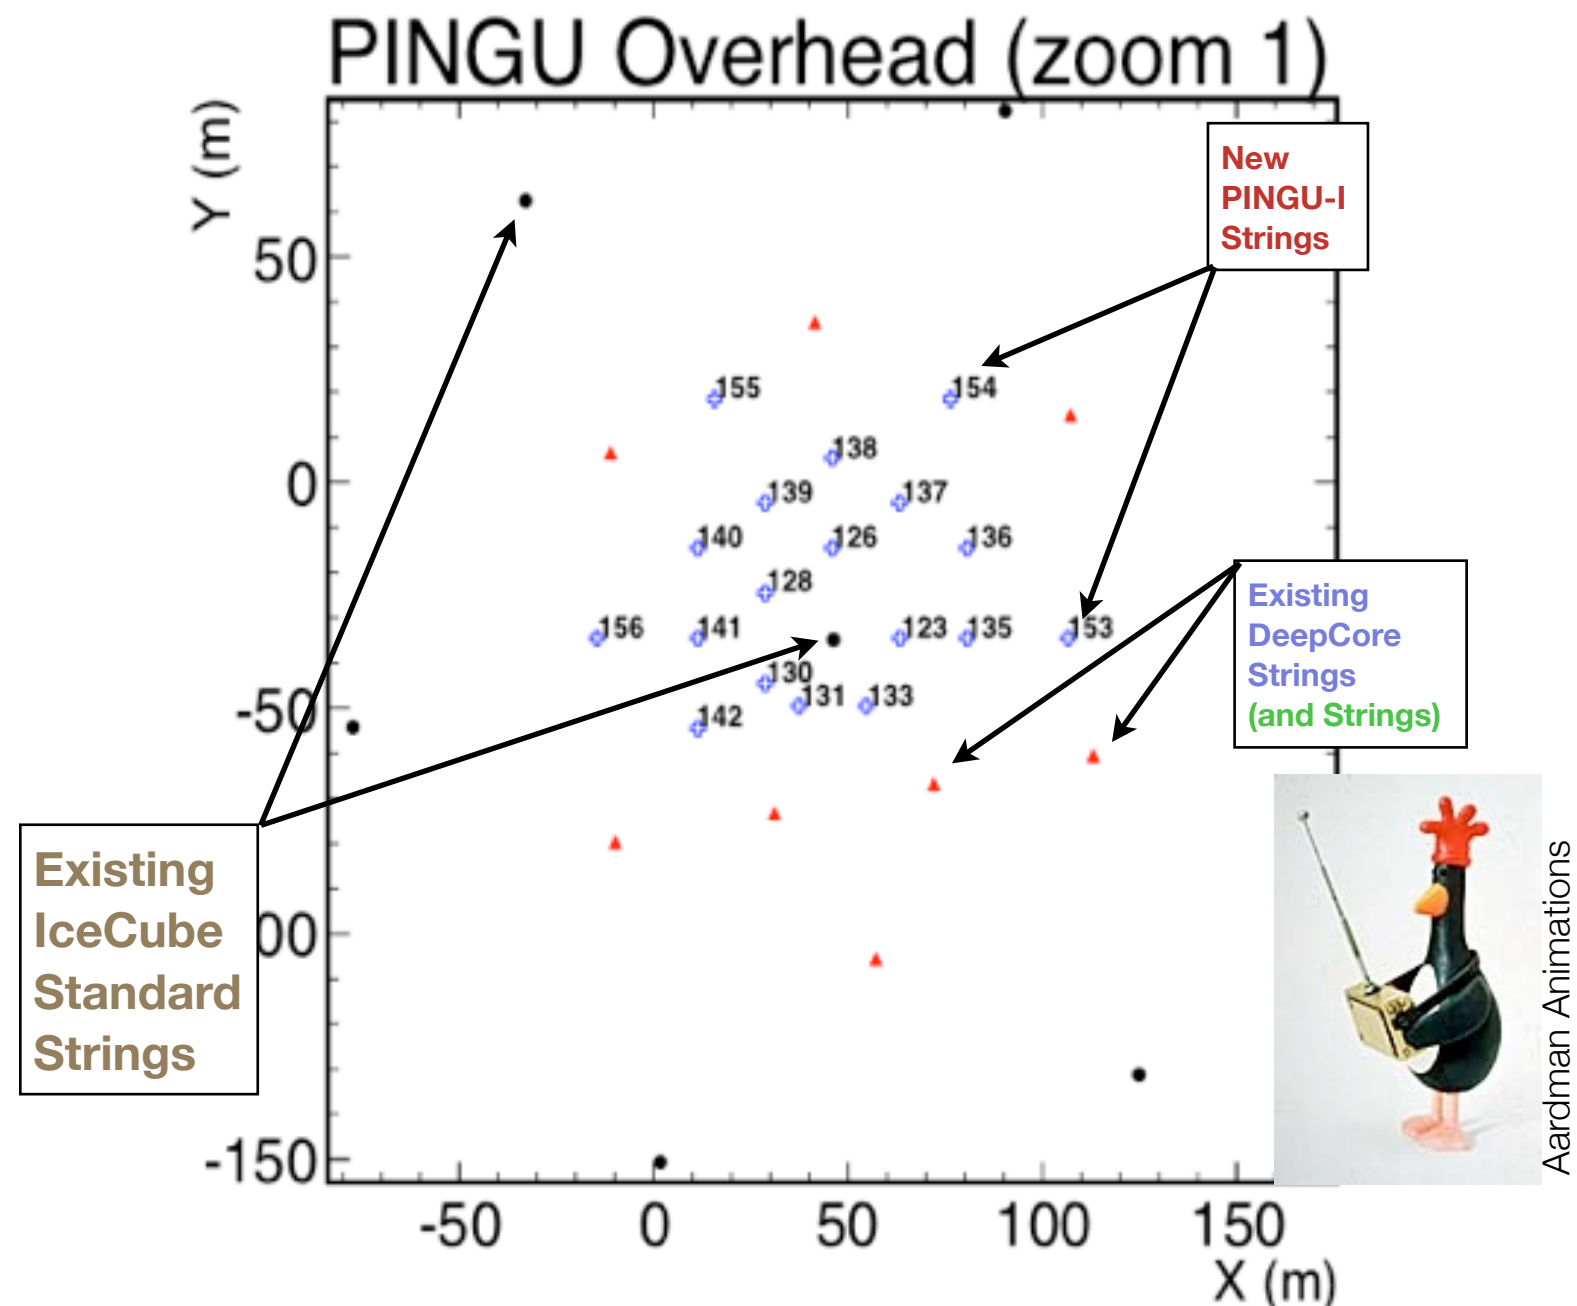 PINGU Overhead (zoom 1)
Y (m)
New
PINGU-I
Strings
50
155
154
138
0
139
137
140
126
136
128
156
141
123
135
153
Existing
DeepCore
Strings
(and Strings)
130
131
133
-50
142
Existing
IceCube
Standard
Strings
00
-150
-50
0
50
100
150
X (m)
Aardman Animations